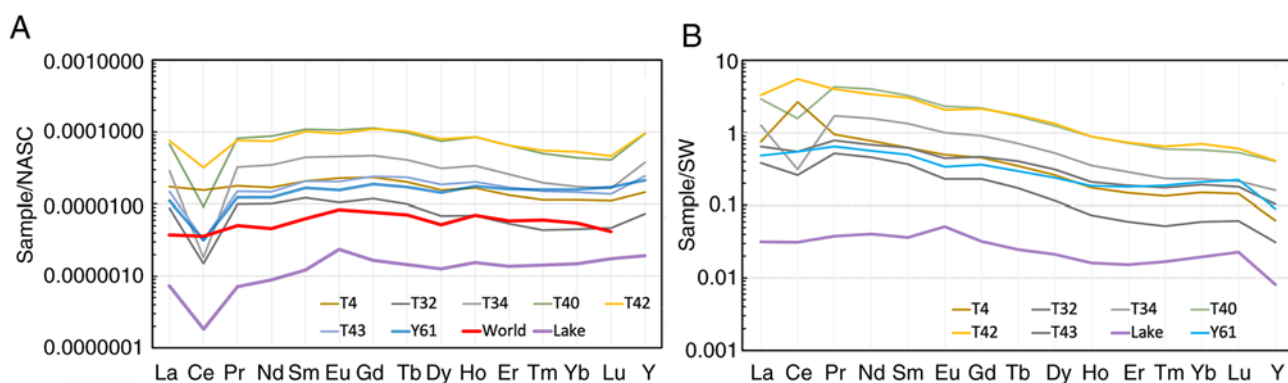 A
Sample/NASC
0.0010000
0.0001000
0.0000100
0.0000010
0.0000001
T4 T32 T34 T40 T42
T43 Y61 World Lake
La Ce Pr Nd Sm Eu Gd Tb Dy Ho Er Tm Yb Lu Y
B
Sample/SW
10
1
0.1
0.01
0.001
T4 T32 T34 T40
T42 T43 Lake Y61
La Ce Pr Nd Sm Eu Gd Tb Dy Ho Er Tm Yb Lu Y